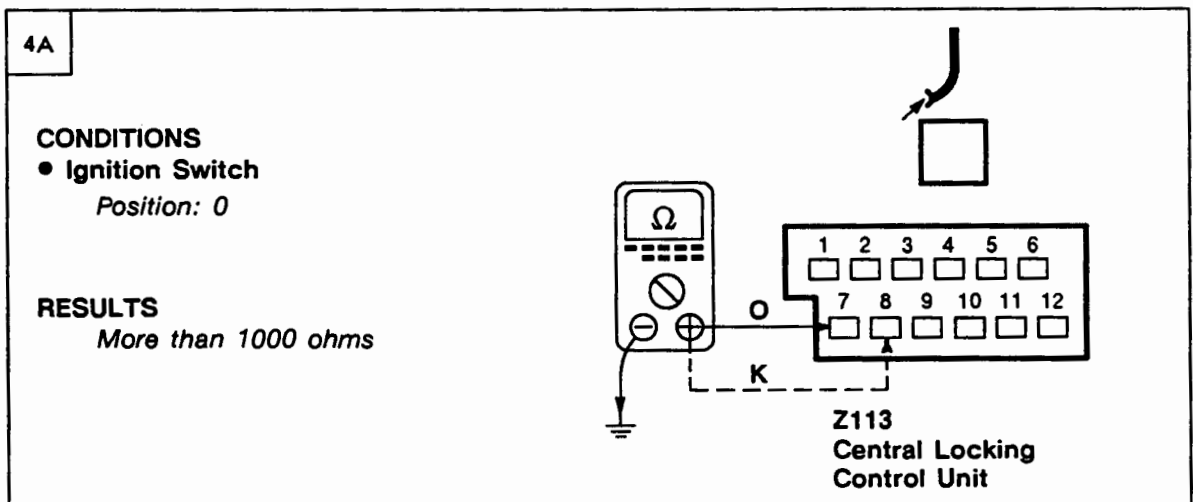 4A
CONDITIONS
● Ignition Switch
Position: 0
RESULTS
More than 1000 ohms
Ω
1 2 3 4 5 6
7 8 9 10 11 12
O
K
Z113
Central Locking
Control Unit